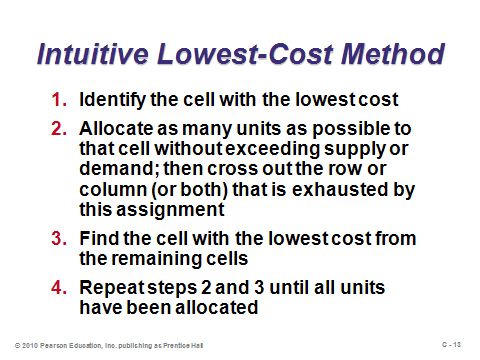 Intuitive Lowest-Cost Method
1. Identify the cell with the lowest cost
2. Allocate as many units as possible to
that cell without exceeding supply or
demand; then cross out the row or
column (or both) that is exhausted by
this assignment
3. Find the cell with the lowest cost from
the remaining cells
4. Repeat steps 2 and 3 until all units
have been allocated
© 2010 Pearson Education, Inc. publishing as Prentice Hall
C - 18